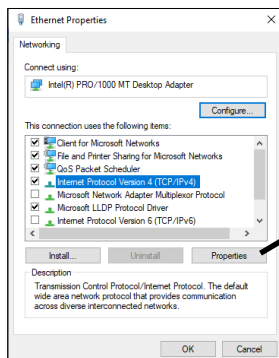 Ethernet Properties
Networking
Connect using:
Intel(R) PRO/1000 MT Desktop Adapter
Configure...
This connection uses the following items:
Client for Microsoft Networks
File and Printer Sharing for Microsoft Networks
QoS Packet Scheduler
Internet Protocol Version 4 (TCP/IPv4)
Microsoft Network Adapter Multiplexor Protocol
Microsoft LLDP Protocol Driver
Internet Protocol Version 6 (TCP/IPv6)
Install... Uninstall Properties
Description
Transmission Control Protocol/Internet Protocol. The default
wide area network protocol that provides communication
across diverse interconnected networks.
OK Cancel